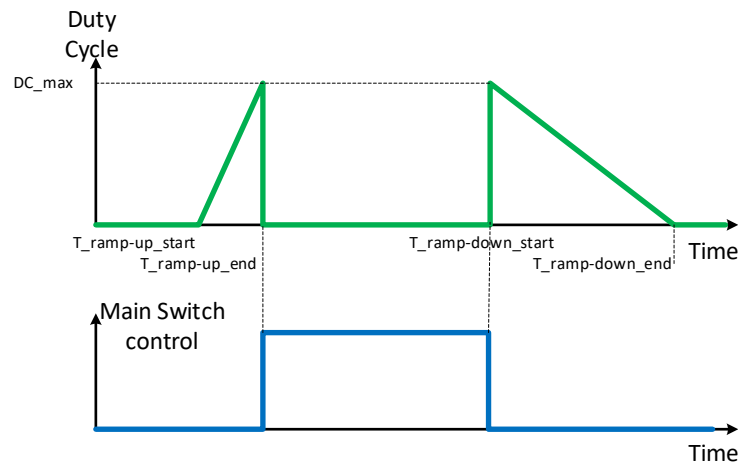 Duty
Cycle
DC_max
T_ramp-up_start
T_ramp-down_start
Time
T_ramp-up_end
T_ramp-down_end
Main Switch
control
Time